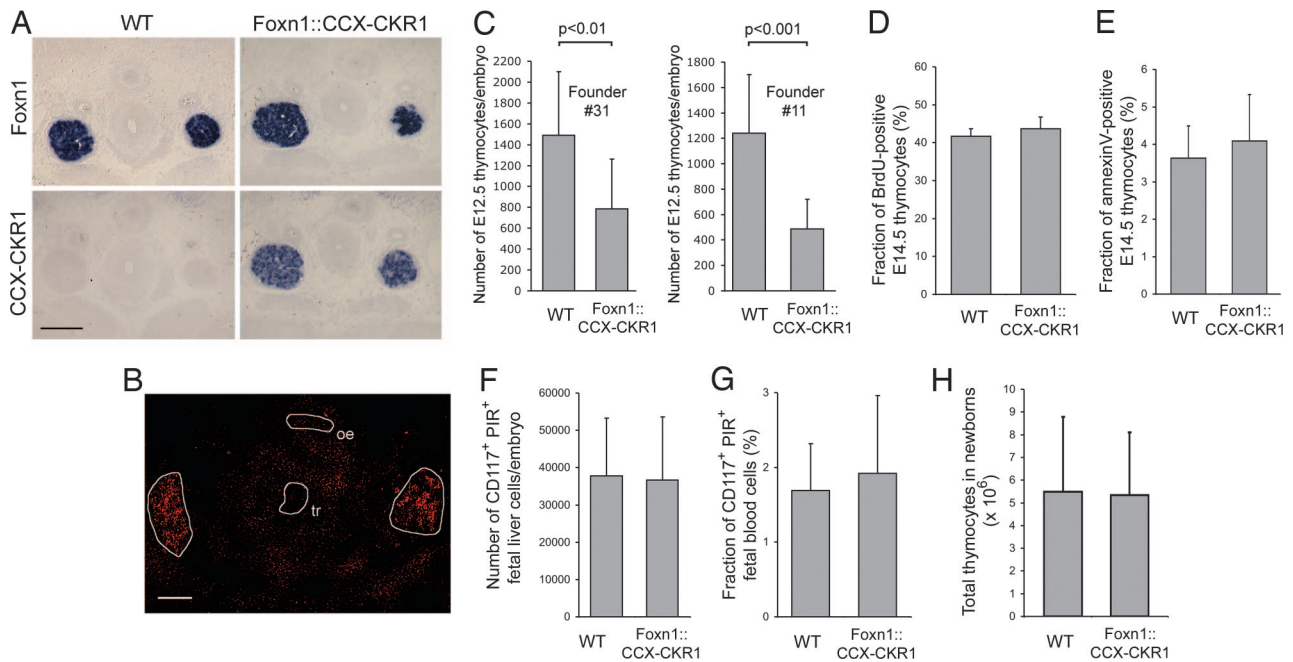 A
WT
Foxn1::CCX-CKR1
Foxn1
CCX-CKR1
B
oe
tr
C
p<0.01
Number of E12.5 thymocytes/embryo
2200
2000
1800
1600
1400
1200
1000
800
600
400
200
0
Founder
#31
WT
Foxn1::
CCX-CKR1
p<0.001
Number of E12.5 thymocytes/embryo
2000
1800
1600
1400
1200
1000
800
600
400
200
0
Founder
#11
WT
Foxn1::
CCX-CKR1
D
Fraction of BrdU-positive
E14.5 thymocytes (%)
60
50
40
30
20
10
0
WT
Foxn1::
CCX-CKR1
E
Fraction of annexinV-positive
E14.5 thymocytes (%)
6
5
4
3
2
1
0
WT
Foxn1::
CCX-CKR1
F
Number of CD117+ PIR+
fetal liver cells/embryo
60000
50000
40000
30000
20000
10000
0
WT
Foxn1::
CCX-CKR1
G
Fraction of CD117+ PIR+
fetal blood cells (%)
3
2
1
0
WT
Foxn1::
CCX-CKR1
H
Total thymocytes in newborns
(x 10^6)
10
9
8
7
6
5
4
3
2
1
0
WT
Foxn1::
CCX-CKR1